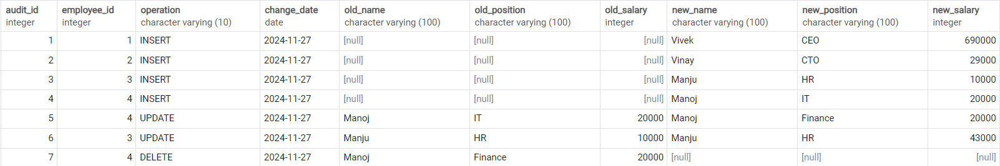 audit_id employee_id operation change_date old_name old_position old_salary new_name new_position new_salary
integer integer character varying (10) date character varying (100) character varying (100) integer character varying (100) character varying (100) integer
1 1 INSERT 2024-11-27 [null] [null] [null] Vivek CEO 690000
2 2 INSERT 2024-11-27 [null] [null] [null] Vinay CTO 29000
3 3 INSERT 2024-11-27 [null] [null] [null] Manju HR 10000
4 4 INSERT 2024-11-27 [null] [null] [null] Manoj IT 20000
5 4 UPDATE 2024-11-27 Manoj IT 20000 Manoj Finance 20000
6 3 UPDATE 2024-11-27 Manju HR 10000 Manju HR 43000
7 4 DELETE 2024-11-27 Manoj Finance 20000 [null] [null] [null]